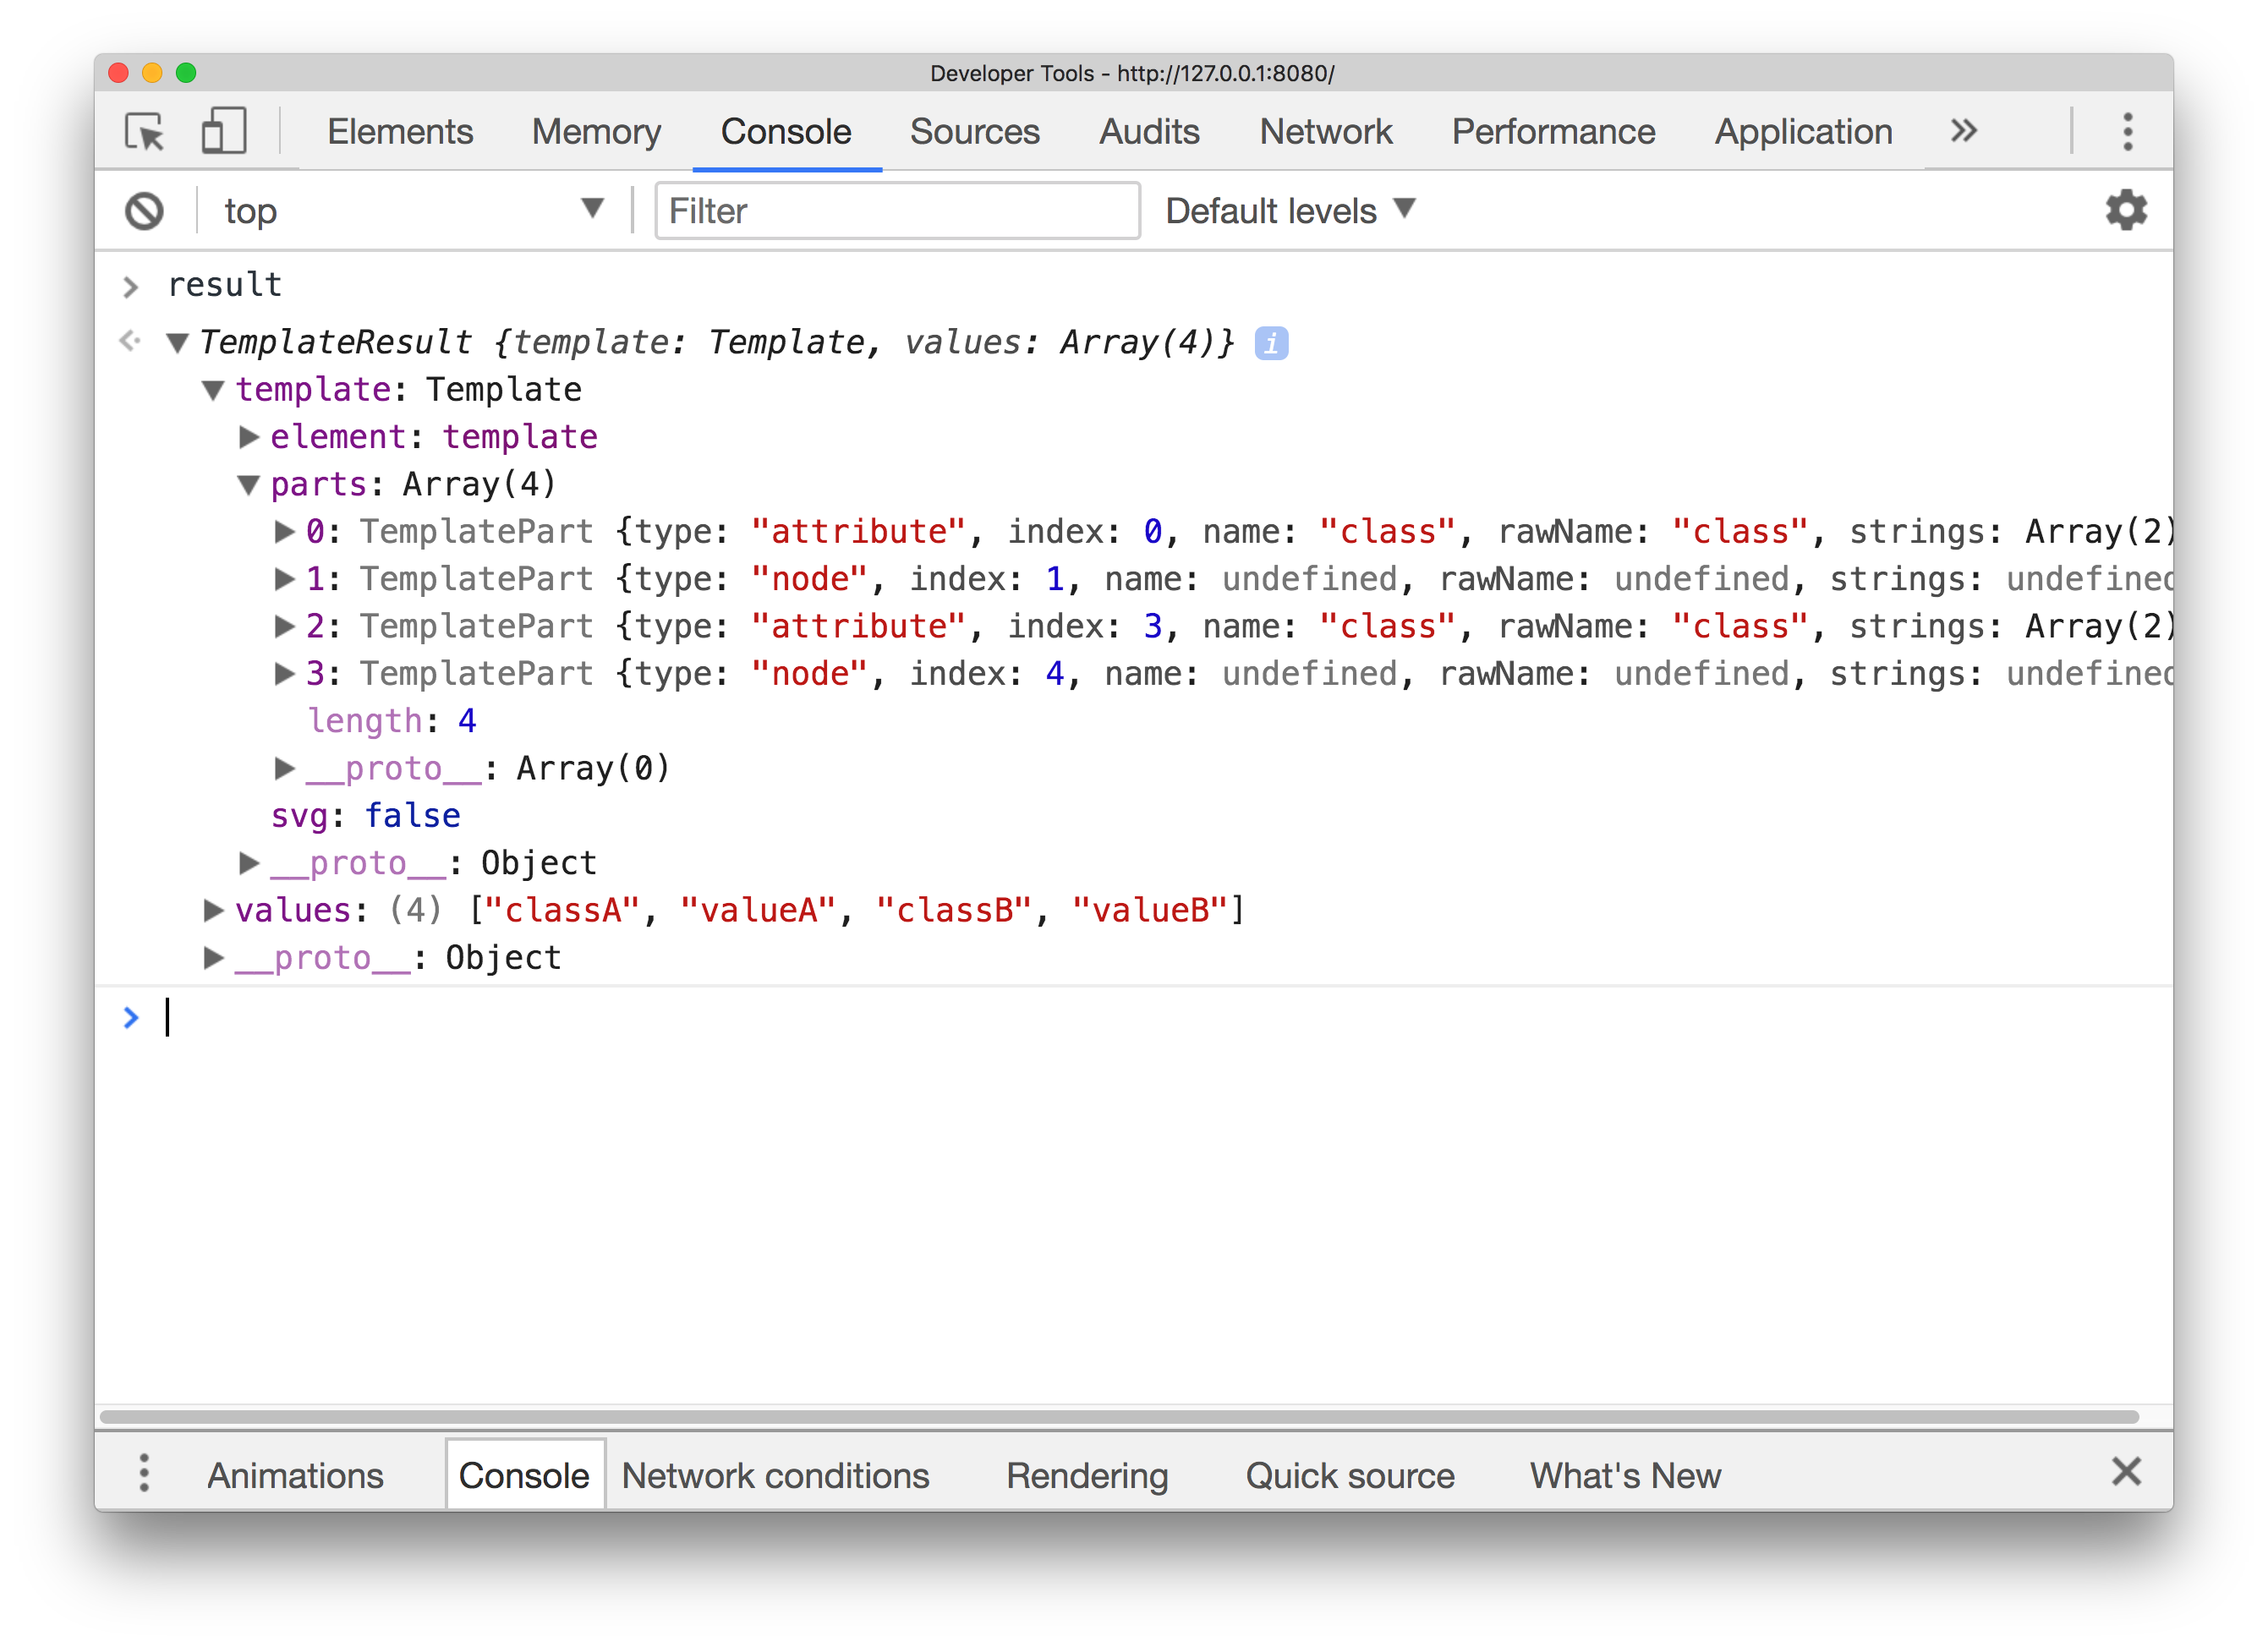 Developer Tools - http://127.0.0.1:8080/
Elements Memory Console Sources Audits Network Performance Application »
top ▼ Filter Default levels ▼
> result
▼ TemplateResult {template: Template, values: Array(4)} i
▼ template: Template
▶ element: template
▼ parts: Array(4)
▶ 0: TemplatePart {type: "attribute", index: 0, name: "class", rawName: "class", strings: Array(2)
▶ 1: TemplatePart {type: "node", index: 1, name: undefined, rawName: undefined, strings: undefined
▶ 2: TemplatePart {type: "attribute", index: 3, name: "class", rawName: "class", strings: Array(2)
▶ 3: TemplatePart {type: "node", index: 4, name: undefined, rawName: undefined, strings: undefined
length: 4
▶ __proto__: Array(0)
svg: false
▶ __proto__: Object
▶ values: (4) ["classA", "valueA", "classB", "valueB"]
▶ __proto__: Object
>
Animations Console Network conditions Rendering Quick source What's New